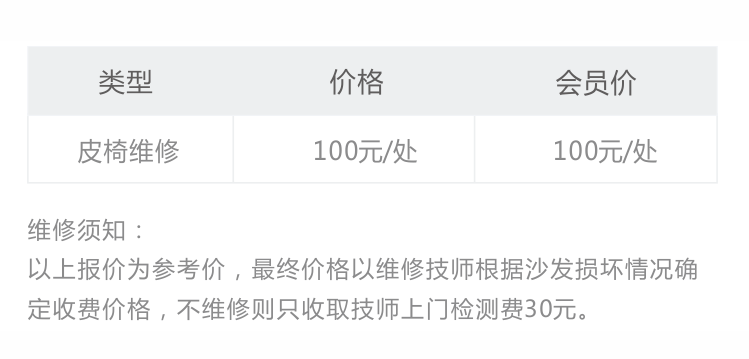 类型 价格 会员价
皮椅维修 100元/处 100元/处
维修须知：
以上报价为参考价，最终价格以维修技师根据沙发损坏情况确
定收费价格，不维修则只收取技师上门检测费30元。